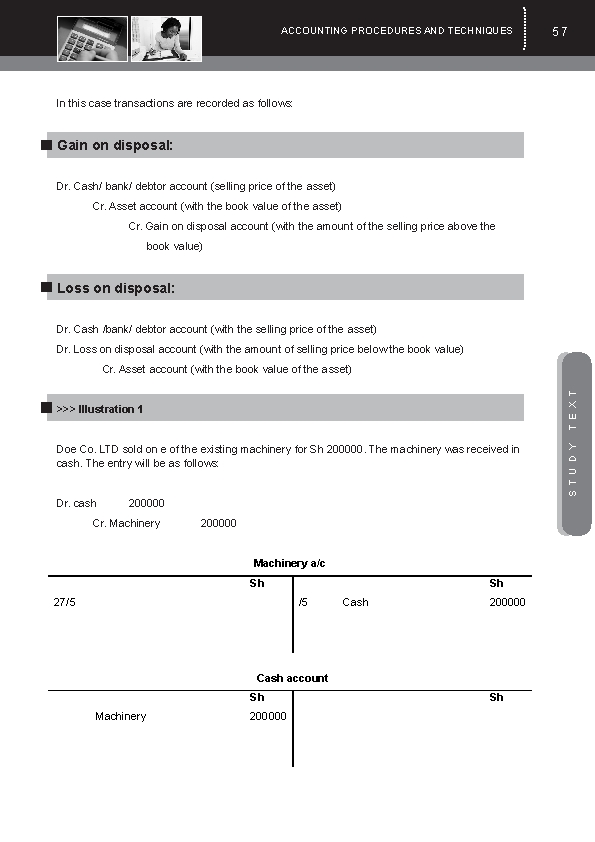 ACCOUNTING PROCEDURES AND TECHNIQUES 57
In this case transactions are recorded as follows:
Gain on disposal:
Dr. Cash/ bank/ debtor account (selling price of the asset)
Cr. Asset account (with the book value of the asset)
Cr. Gain on disposal account (with the amount of the selling price above the
book value)
Loss on disposal:
Dr. Cash /bank/ debtor account (with the selling price of the asset)
Dr. Loss on disposal account (with the amount of selling price below the book value)
Cr. Asset account (with the book value of the asset)
>>> Illustration 1
Doe Co. LTD sold on e of the existing machinery for Sh 200000. The machinery was received in
cash. The entry will be as follows:
Dr. cash 200000
Cr. Machinery 200000
Machinery a/c
Sh Sh
27/5 /5 Cash 200000
Cash account
Sh Sh
Machinery 200000
STUDY TEXT